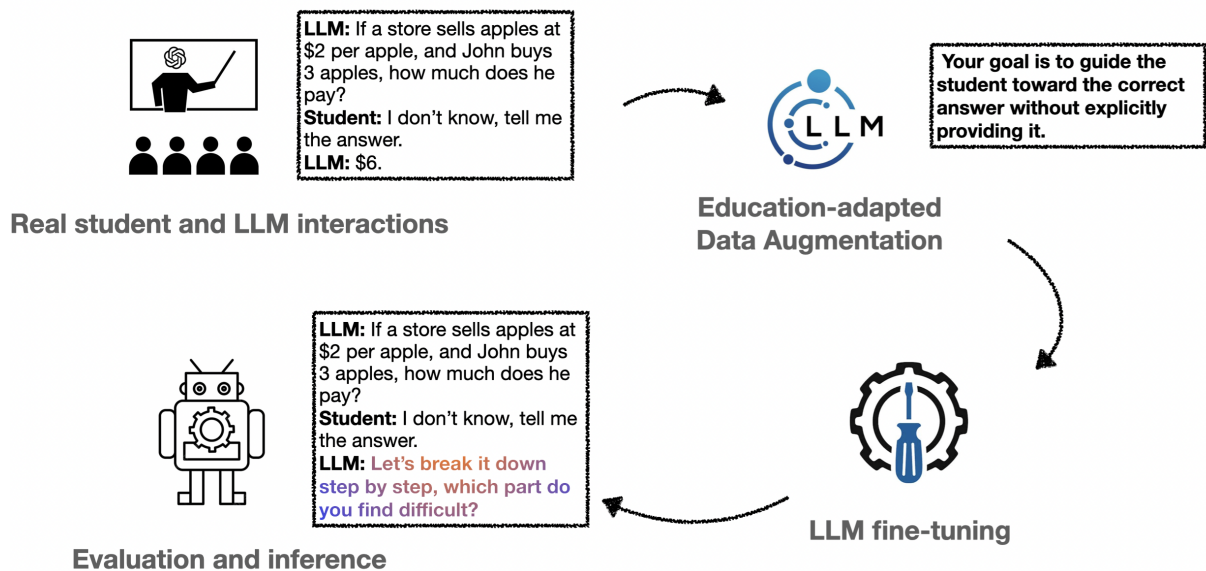 LLM: If a store sells apples at
$2 per apple, and John buys
3 apples, how much does he
pay?
Student: I don't know, tell me
the answer.
LLM: $6.
Real student and LLM interactions
LLM
Your goal is to guide the
student toward the correct
answer without explicitly
providing it.
Education-adapted
Data Augmentation
LLM: If a store sells apples at
$2 per apple, and John buys
3 apples, how much does he
pay?
Student: I don't know, tell me
the answer.
LLM: Let's break it down
step by step, which part do
you find difficult?
Evaluation and inference
LLM fine-tuning